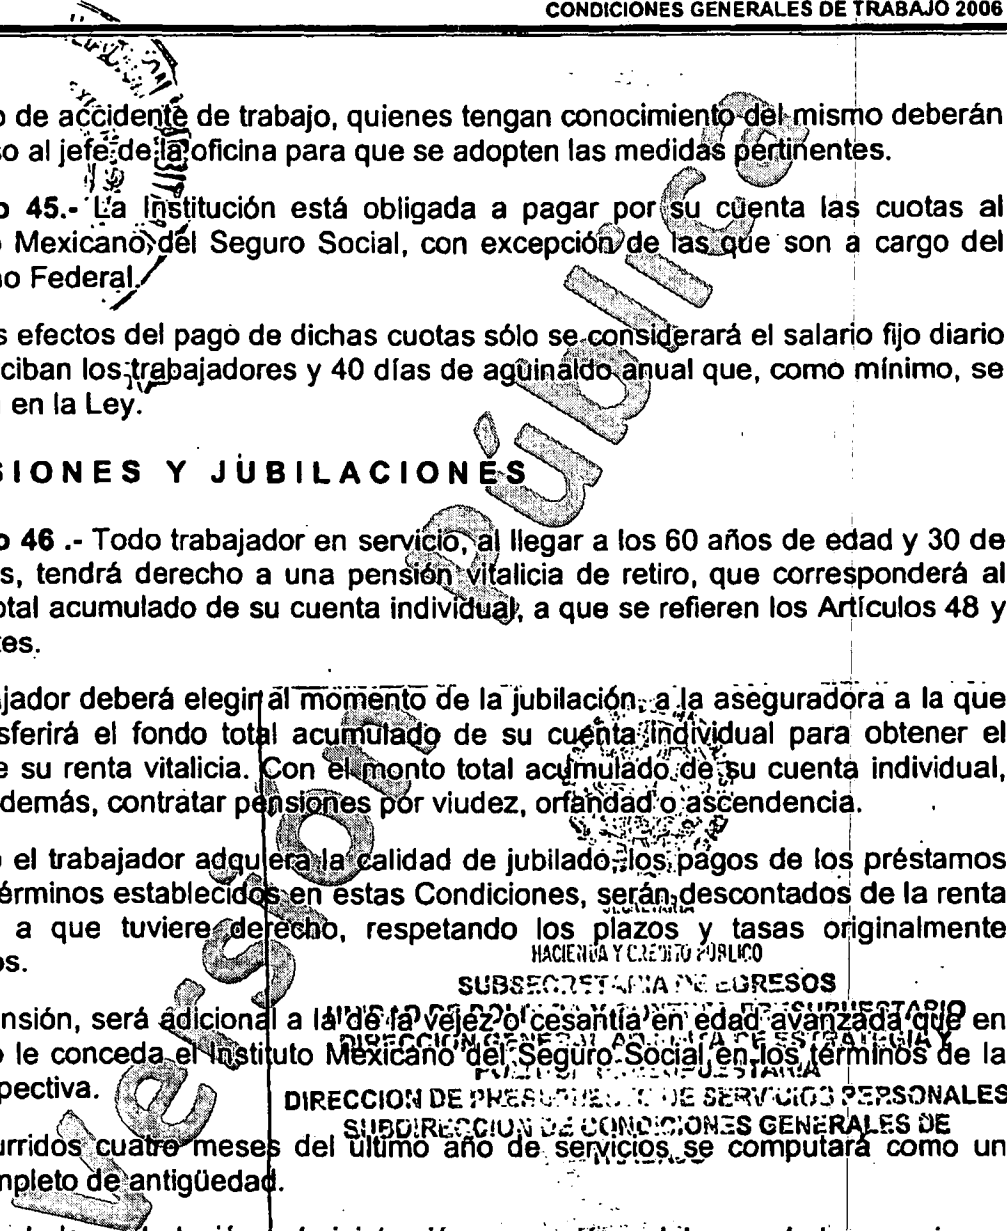 CONDICIONES GENERALES DE TRABAJO 2006
o de accidente de trabajo, quienes tengan conocimiento del mismo deberán
so al jefe de la oficina para que se adopten las medidas pertinentes.
o 45.- La Institución está obligada a pagar por su cuenta las cuotas al
o Mexicano del Seguro Social, con excepción de las que son a cargo del
no Federal.
s efectos del pago de dichas cuotas sólo se considerará el salario fijo diario
ciban los trabajadores y 40 días de aguinaldo anual que, como mínimo, se
en la Ley.
SIONES Y JUBILACIONES
o 46 .- Todo trabajador en servicio, al llegar a los 60 años de edad y 30 de
s, tendrá derecho a una pensión vitalicia de retiro, que corresponderá al
otal acumulado de su cuenta individual, a que se refieren los Artículos 48 y
tes.
ajador deberá elegir al momento de la jubilación, a la aseguradora a la que
sferirá el fondo total acumulado de su cuenta individual para obtener el
e su renta vitalicia. Con el monto total acumulado de su cuenta individual,
demás, contratar pensiones por viudez, orfandad o ascendencia.
o el trabajador adquiera la calidad de jubilado, los pagos de los préstamos
términos establecidos en estas Condiciones, serán descontados de la renta
a que tuviere derecho, respetando los plazos y tasas originalmente
os.
HACIENDA Y CREDITO PUBLICO
SUBSECRETARIA DE EGRESOS
nsión, será adicional a la de la vejez o cesantía en edad avanzada que en
o le conceda el Instituto Mexicano del Seguro Social, en los términos de la
pectiva.
DIRECCION DE PRESUPUESTO DE SERVICIOS PERSONALES
SUBDIRECCION DE CONDICIONES GENERALES DE
urridos cuatro meses del último año de servicios se computará como un
mpleto de antigüedad.
Versión pública